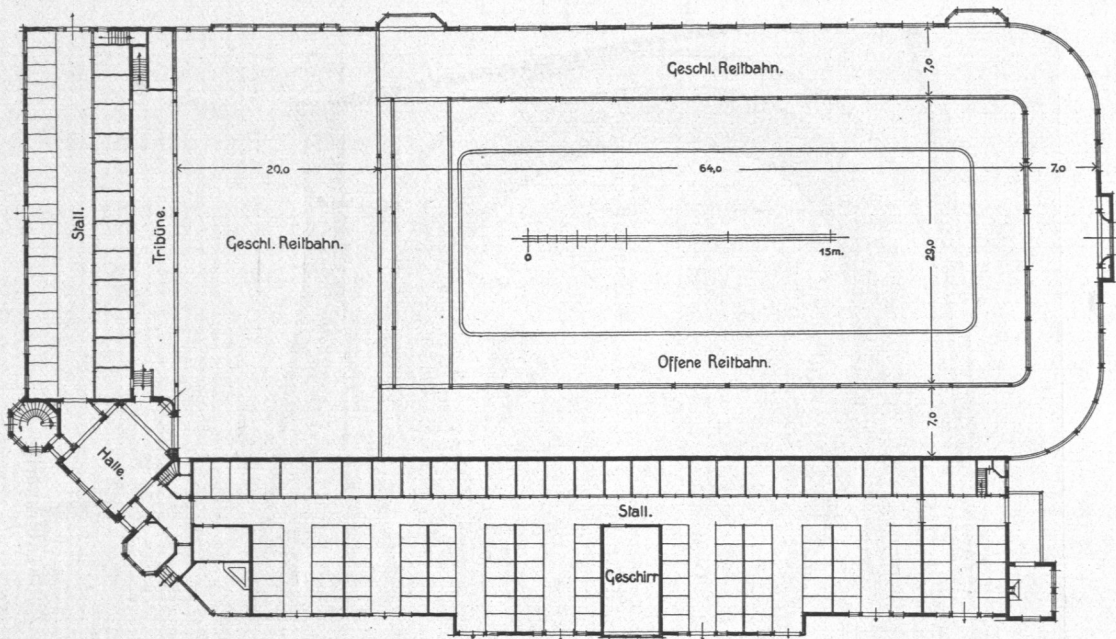 Geschl. Reitbahn.
7,0
Stall.
Tribüne.
20,0
64,0
7,0
Geschl. Reitbahn.
0
15m.
29,0
Offene Reitbahn.
7,0
Halle.
Stall.
Geschirr